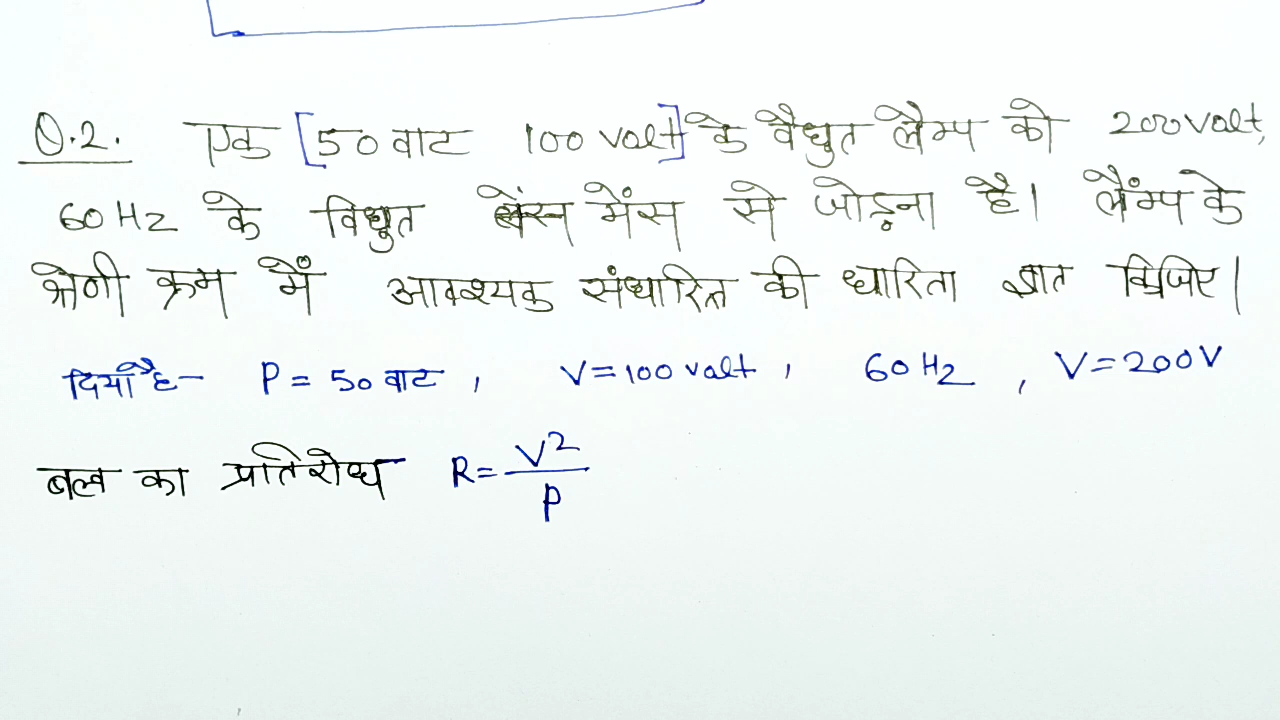 Q.2. एक [50 वाट 100 volt] के वैधुत लैम्प को 200 volt,
60 Hz के विधुत मेंस से जोड़ना है। लैंम्प के
श्रेणी क्रम में आवश्यक संधारित्र की धारिता ज्ञात किजिए।
दिया है- P = 50 वाट, V = 100 volt, 60 Hz, V = 200V
बल्व का प्रतिरोध R = V²/P